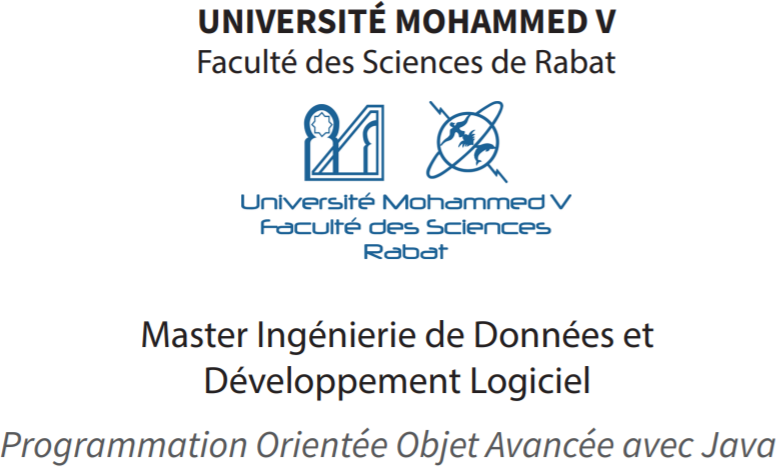 UNIVERSITÉ MOHAMMED V
Faculté des Sciences de Rabat
Université Mohammed V
Faculté des Sciences
Rabat
Master Ingénierie de Données et
Développement Logiciel
Programmation Orientée Objet Avancée avec Java